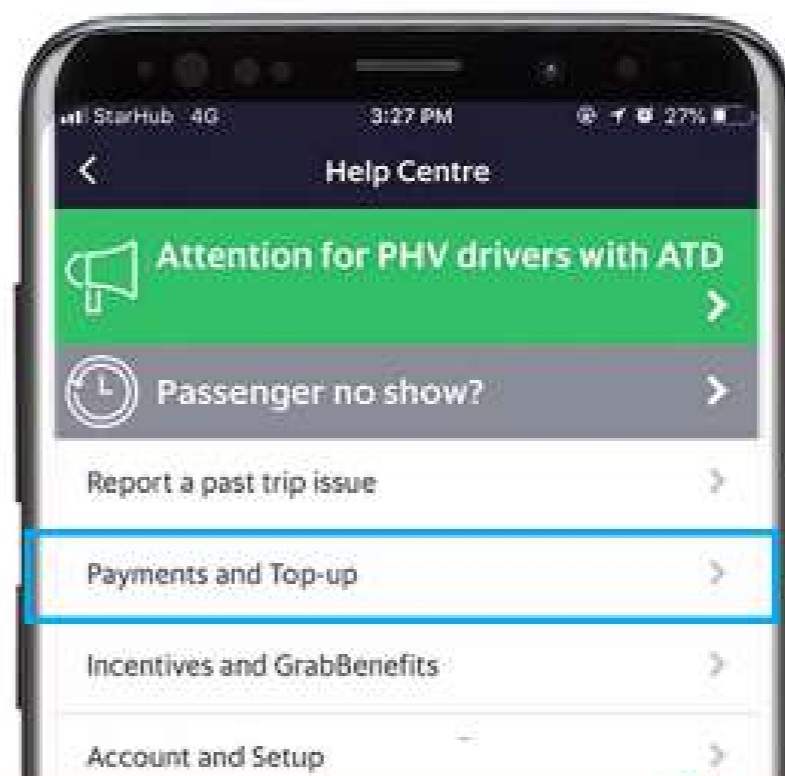 StarHub 4G 3:27 PM 27%
Help Centre
Attention for PHV drivers with ATD
Passenger no show?
Report a past trip issue
Payments and Top-up
Incentives and GrabBenefits
Account and Setup